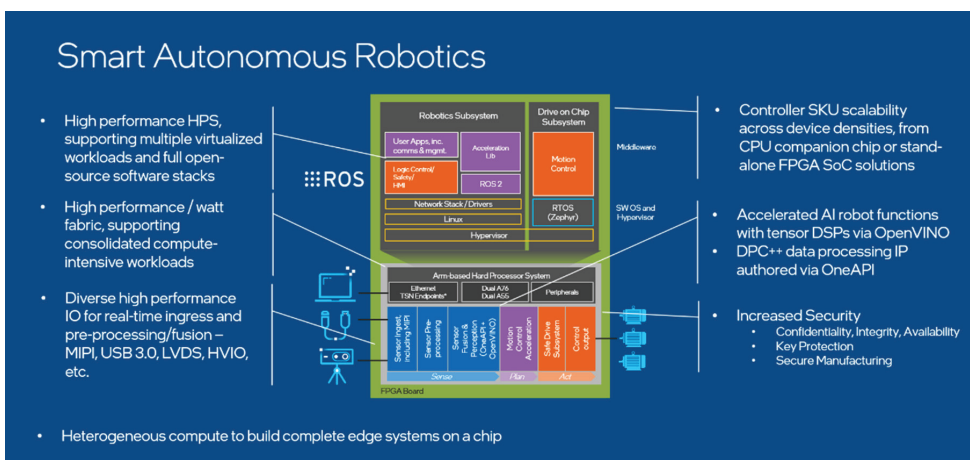 Smart Autonomous Robotics
• High performance HPS,
supporting multiple virtualized
workloads and full open-
source software stacks
• High performance / watt
fabric, supporting
consolidated compute-
intensive workloads
• Diverse high performance
IO for real-time ingress and
pre-processing/fusion –
MIPI, USB 3.0, LVDS, HVIO,
etc.
ROS
Robotics Subsystem
User Apps, inc.
comms & mgmt.
Logic Control/
Safety/
HMI
Acceleration
Lib
ROS 2
Network Stack / Drivers
Linux
Hypervisor
Drive on Chip
Subsystem
Motion
Control
RTOS
(Zephyr)
Middleware
SW OS and
Hypervisor
Arm-based Hard Processor System
Ethernet
TSN Endpoints*
Dual A76
Dual A55
Peripherals
Sensor Ingest,
including MIPI
Sensor Pre-
processing
Sensor
Fusion &
Perception
(OneAPI +
OpenVINO)
Motion
Control
Acceleration
Safe Drive
Subsystem
Control
output
Sense
Plan
Act
FPGA Board
• Controller SKU scalability
across device densities, from
CPU companion chip or stand-
alone FPGA SoC solutions
• Accelerated AI robot functions
with tensor DSPs via OpenVINO
• DPC++ data processing IP
authored via OneAPI
• Increased Security
• Confidentiality, Integrity, Availability
• Key Protection
• Secure Manufacturing
• Heterogeneous compute to build complete edge systems on a chip